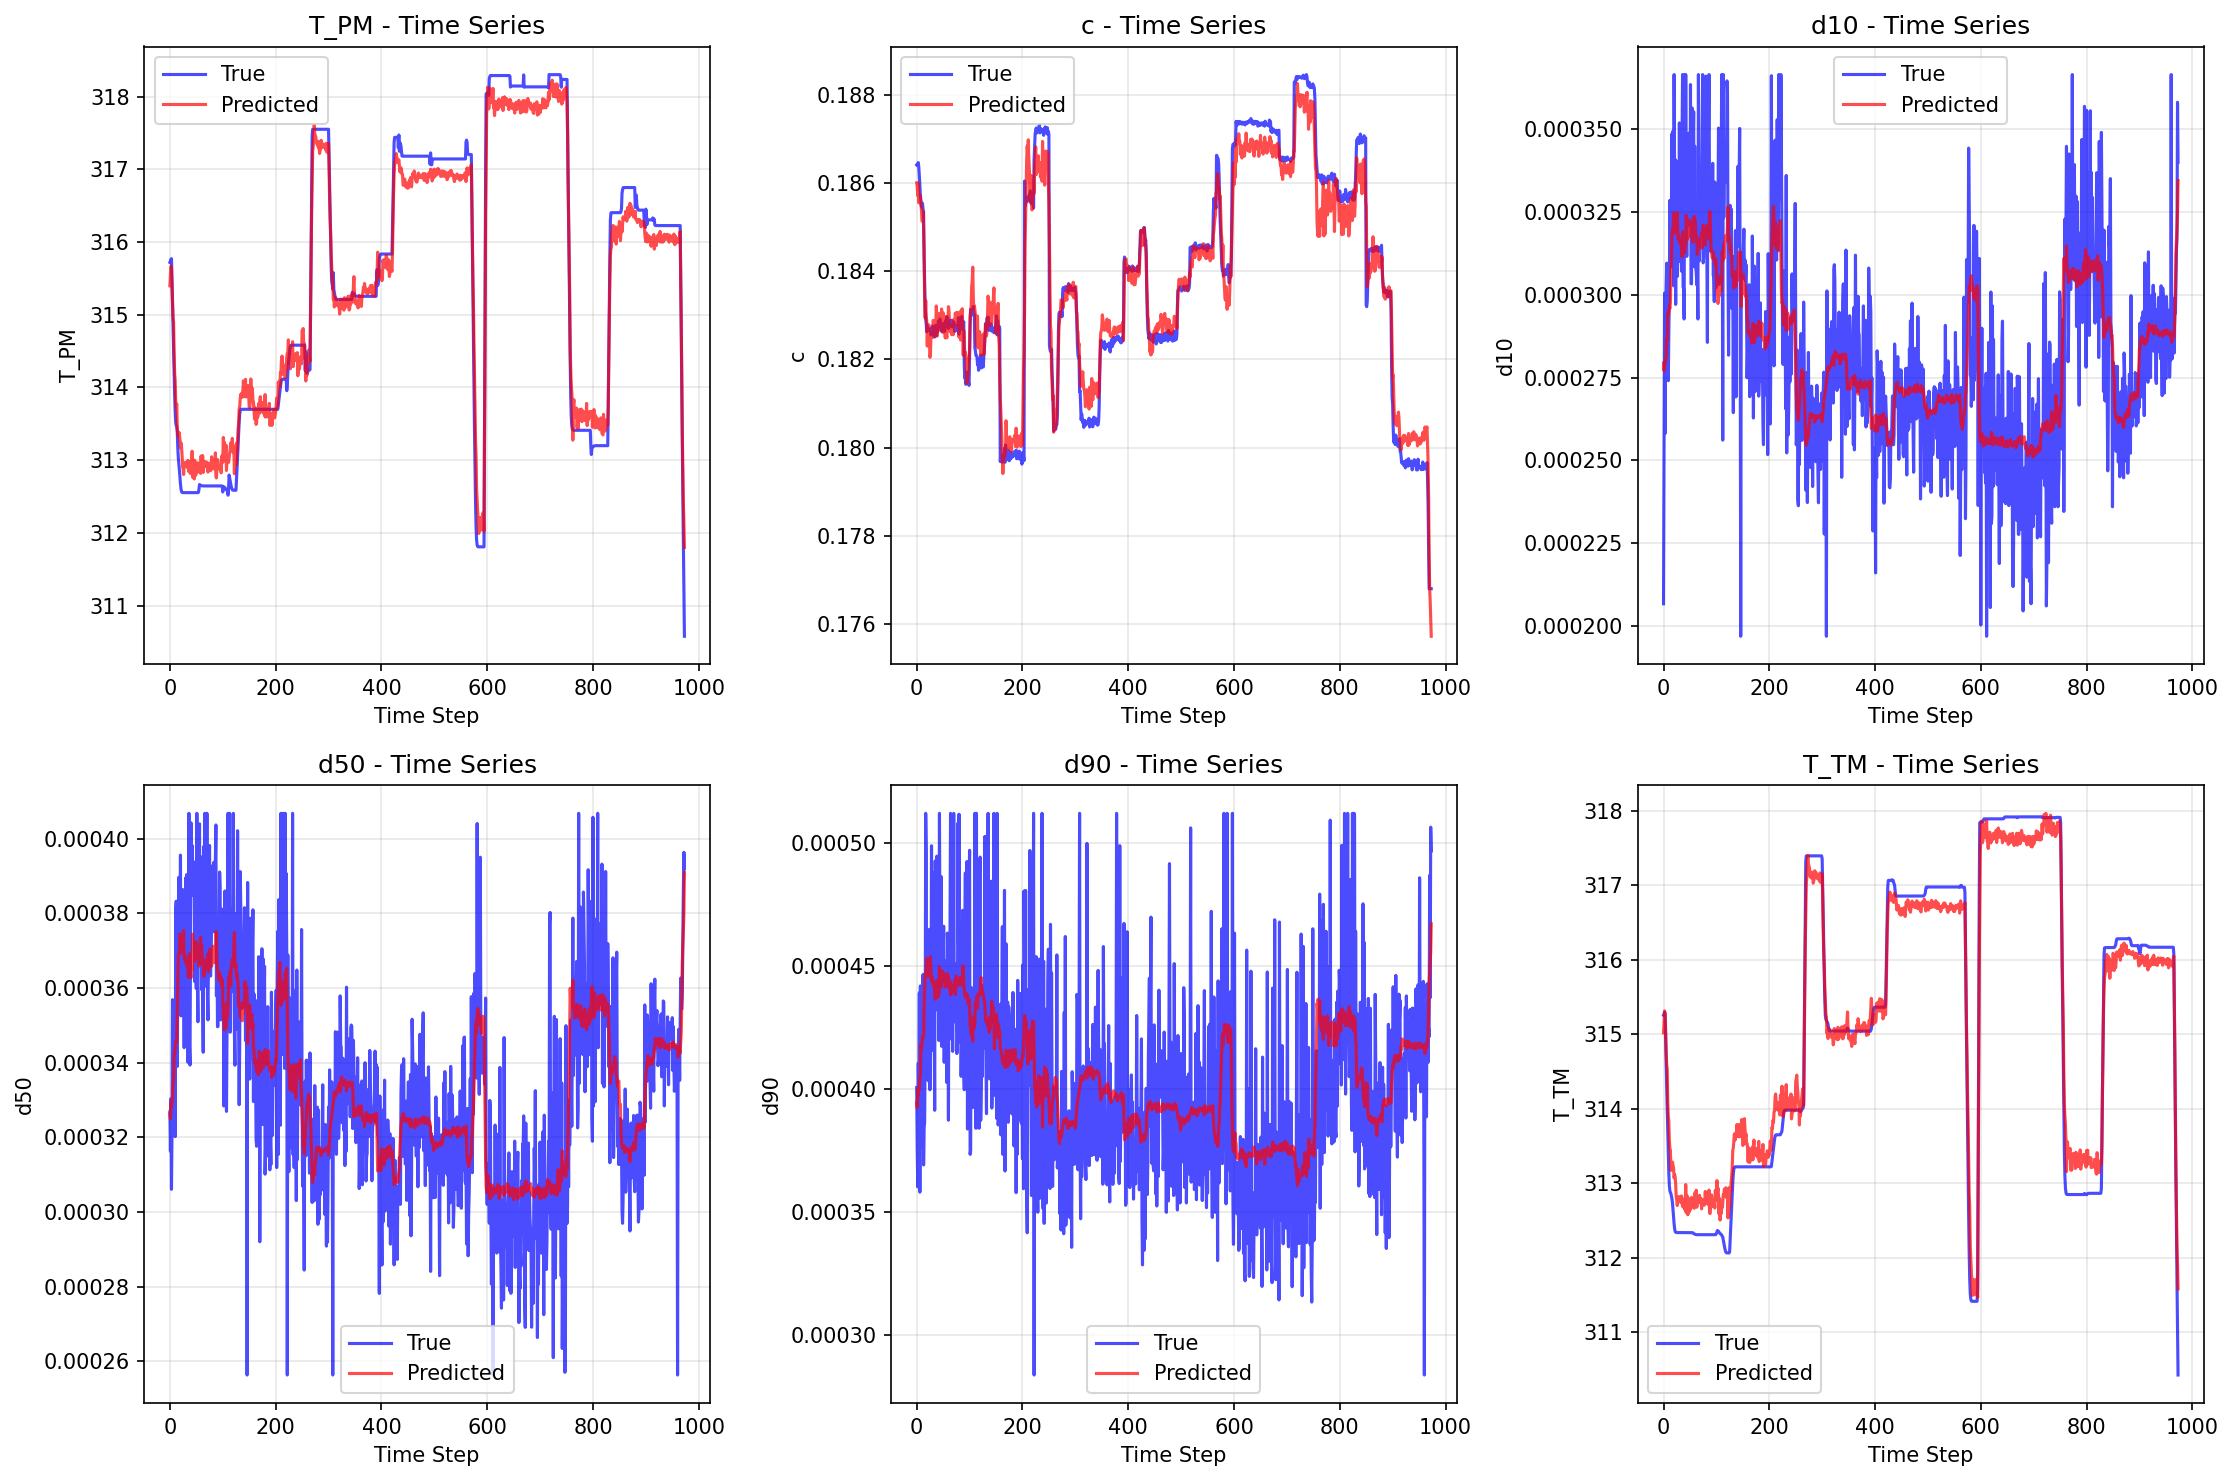 T_PM - Time Series
True
Predicted
318
317
316
315
314
313
312
311
T_PM
0
200
400
600
800
1000
Time Step
c - Time Series
True
Predicted
0.188
0.186
0.184
0.182
0.180
0.178
0.176
c
0
200
400
600
800
1000
Time Step
d10 - Time Series
True
Predicted
0.000350
0.000325
0.000300
0.000275
0.000250
0.000225
0.000200
d10
0
200
400
600
800
1000
Time Step
d50 - Time Series
0.00040
0.00038
0.00036
0.00034
0.00032
0.00030
0.00028
0.00026
d50
True
Predicted
0
200
400
600
800
1000
Time Step
d90 - Time Series
0.00050
0.00045
0.00040
0.00035
0.00030
d90
True
Predicted
0
200
400
600
800
1000
Time Step
T_TM - Time Series
318
317
316
315
314
313
312
311
T_TM
True
Predicted
0
200
400
600
800
1000
Time Step